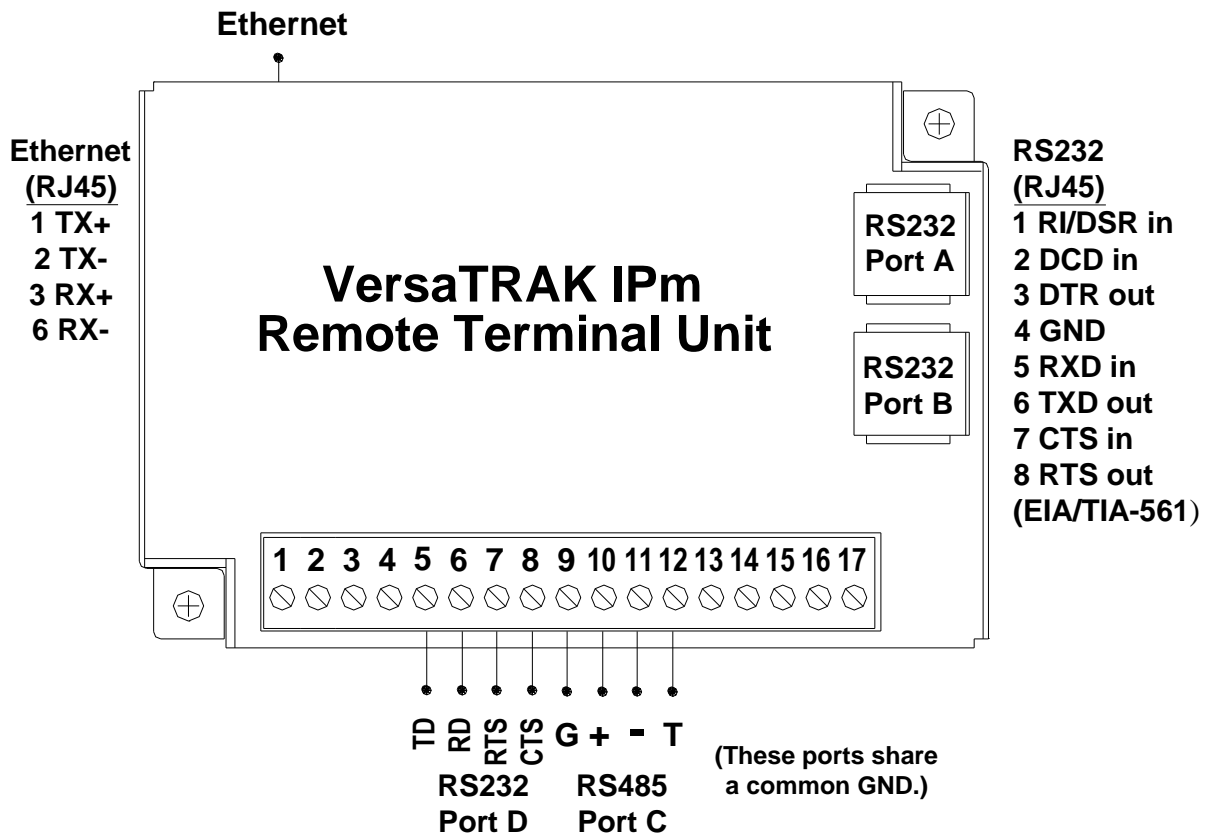 Ethernet
Ethernet
(RJ45)
1 TX+
2 TX-
3 RX+
6 RX-
VersaTRAK IPm
Remote Terminal Unit
RS232
Port A
RS232
Port B
RS232
(RJ45)
1 RI/DSR in
2 DCD in
3 DTR out
4 GND
5 RXD in
6 TXD out
7 CTS in
8 RTS out
(EIA/TIA-561)
1 2 3 4 5 6 7 8 9 10 11 12 13 14 15 16 17
TD RD RTS CTS G + - T
RS232
Port D
RS485
Port C
(These ports share
a common GND.)